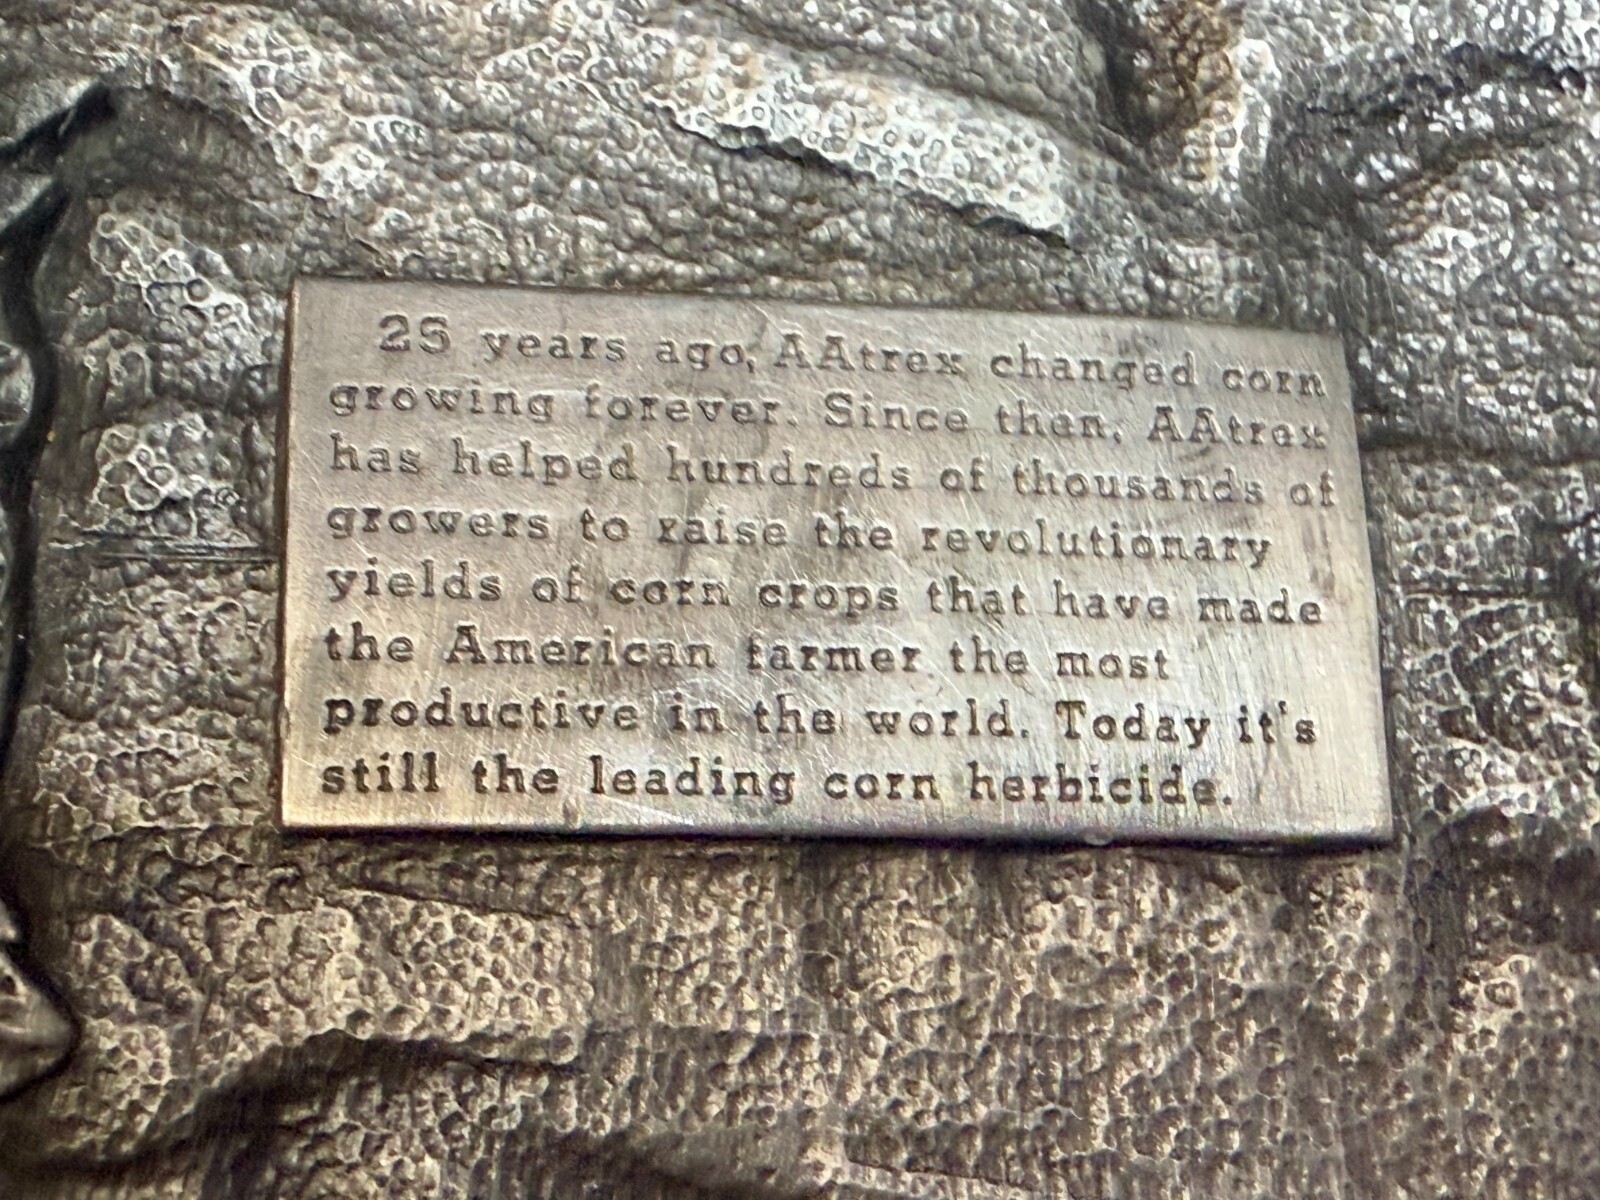 25 years ago, AAtrex changed corn
growing forever. Since then, AAtrex
has helped hundreds of thousands of
growers to raise the revolutionary
yields of corn crops that have made
the American farmer the most
productive in the world. Today it's
still the leading corn herbicide.